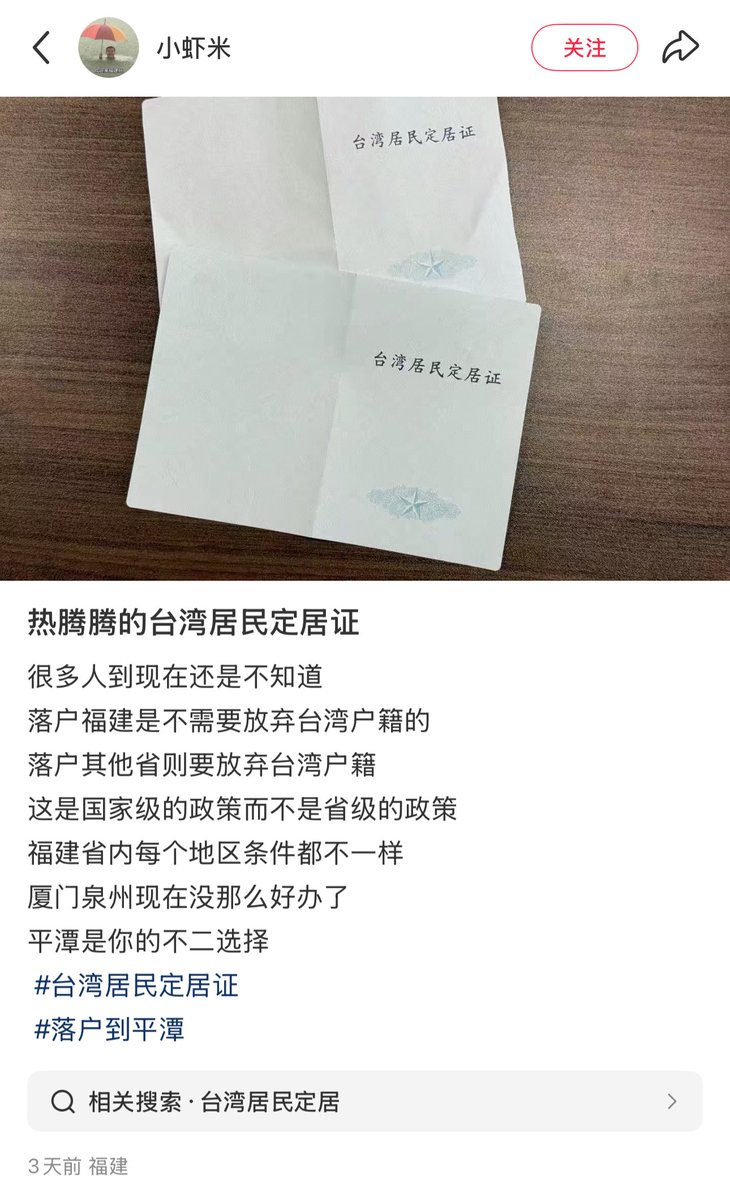 小虾米
关注
台湾居民定居证
台湾居民定居证
热腾腾的台湾居民定居证
很多人到现在还是不知道
落户福建是不需要放弃台湾户籍的
落户其他省则要放弃台湾户籍
这是国家级的政策而不是省级的政策
福建省内每个地区条件都不一样
厦门泉州现在没那么好办了
平潭是你的不二选择
#台湾居民定居证
#落户到平潭
相关搜索·台湾居民定居
3天前 福建